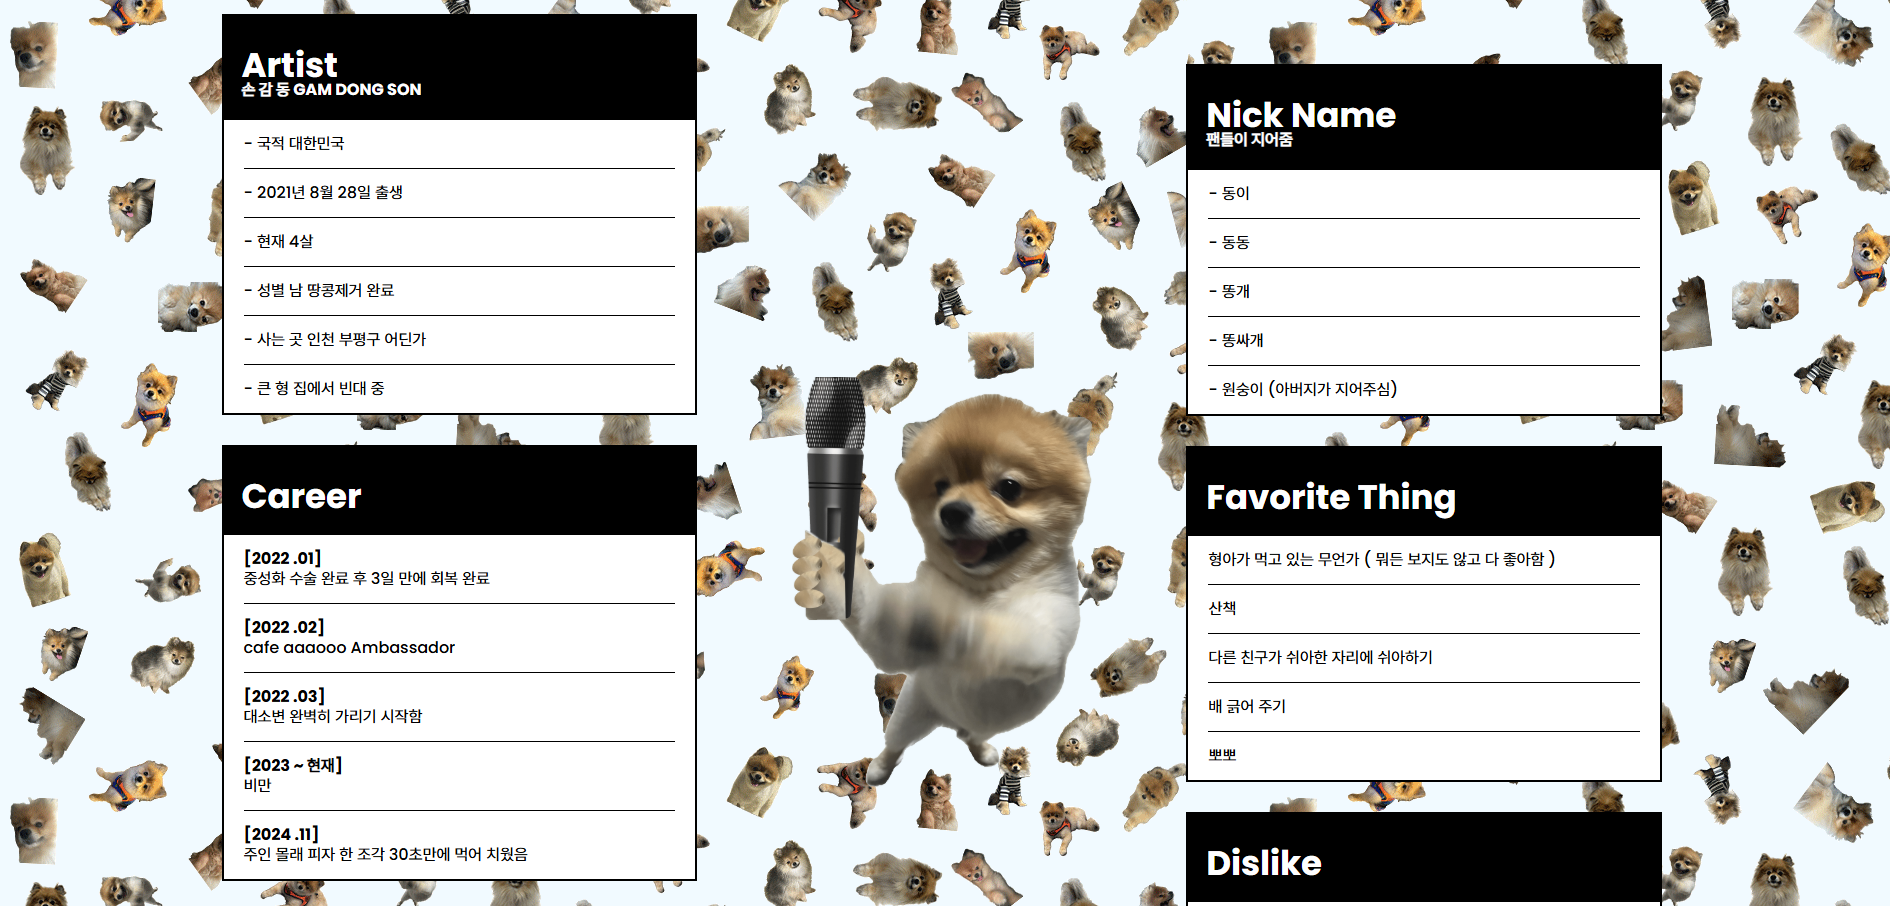 Artist
손 감 동 GAM DONG SON
- 국적 대한민국
- 2021년 8월 28일 출생
- 현재 4살
- 성별 남 땅콩제거 완료
- 사는 곳 인천 부평구 어딘가
- 큰 형 집에서 빈대 중
Career
[2022 .01]
중성화 수술 완료 후 3일 만에 회복 완료
[2022 .02]
cafe aaaooo Ambassador
[2022 .03]
대소변 완벽히 가리기 시작함
[2023 ~ 현재]
비만
[2024 .11]
주인 몰래 피자 한 조각 30초만에 먹어 치웠음
Nick Name
팬들이 지어줌
- 동이
- 동동
- 똥개
- 똥싸개
- 원숭이 (아버지가 지어주심)
Favorite Thing
형아가 먹고 있는 무언가 ( 뭐든 보지도 않고 다 좋아함 )
산책
다른 친구가 쉬아한 자리에 쉬아하기
배 긁어 주기
뽀뽀
Dislike